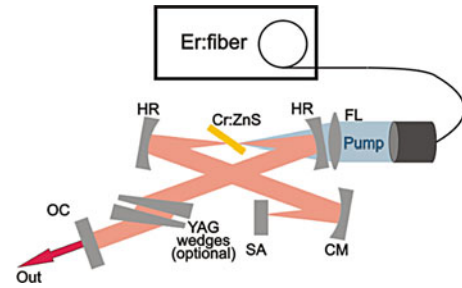 Er:fiber
HR
Cr:ZnS
HR
FL
Pump
OC
YAG
wedges
(optional)
SA
CM
Out